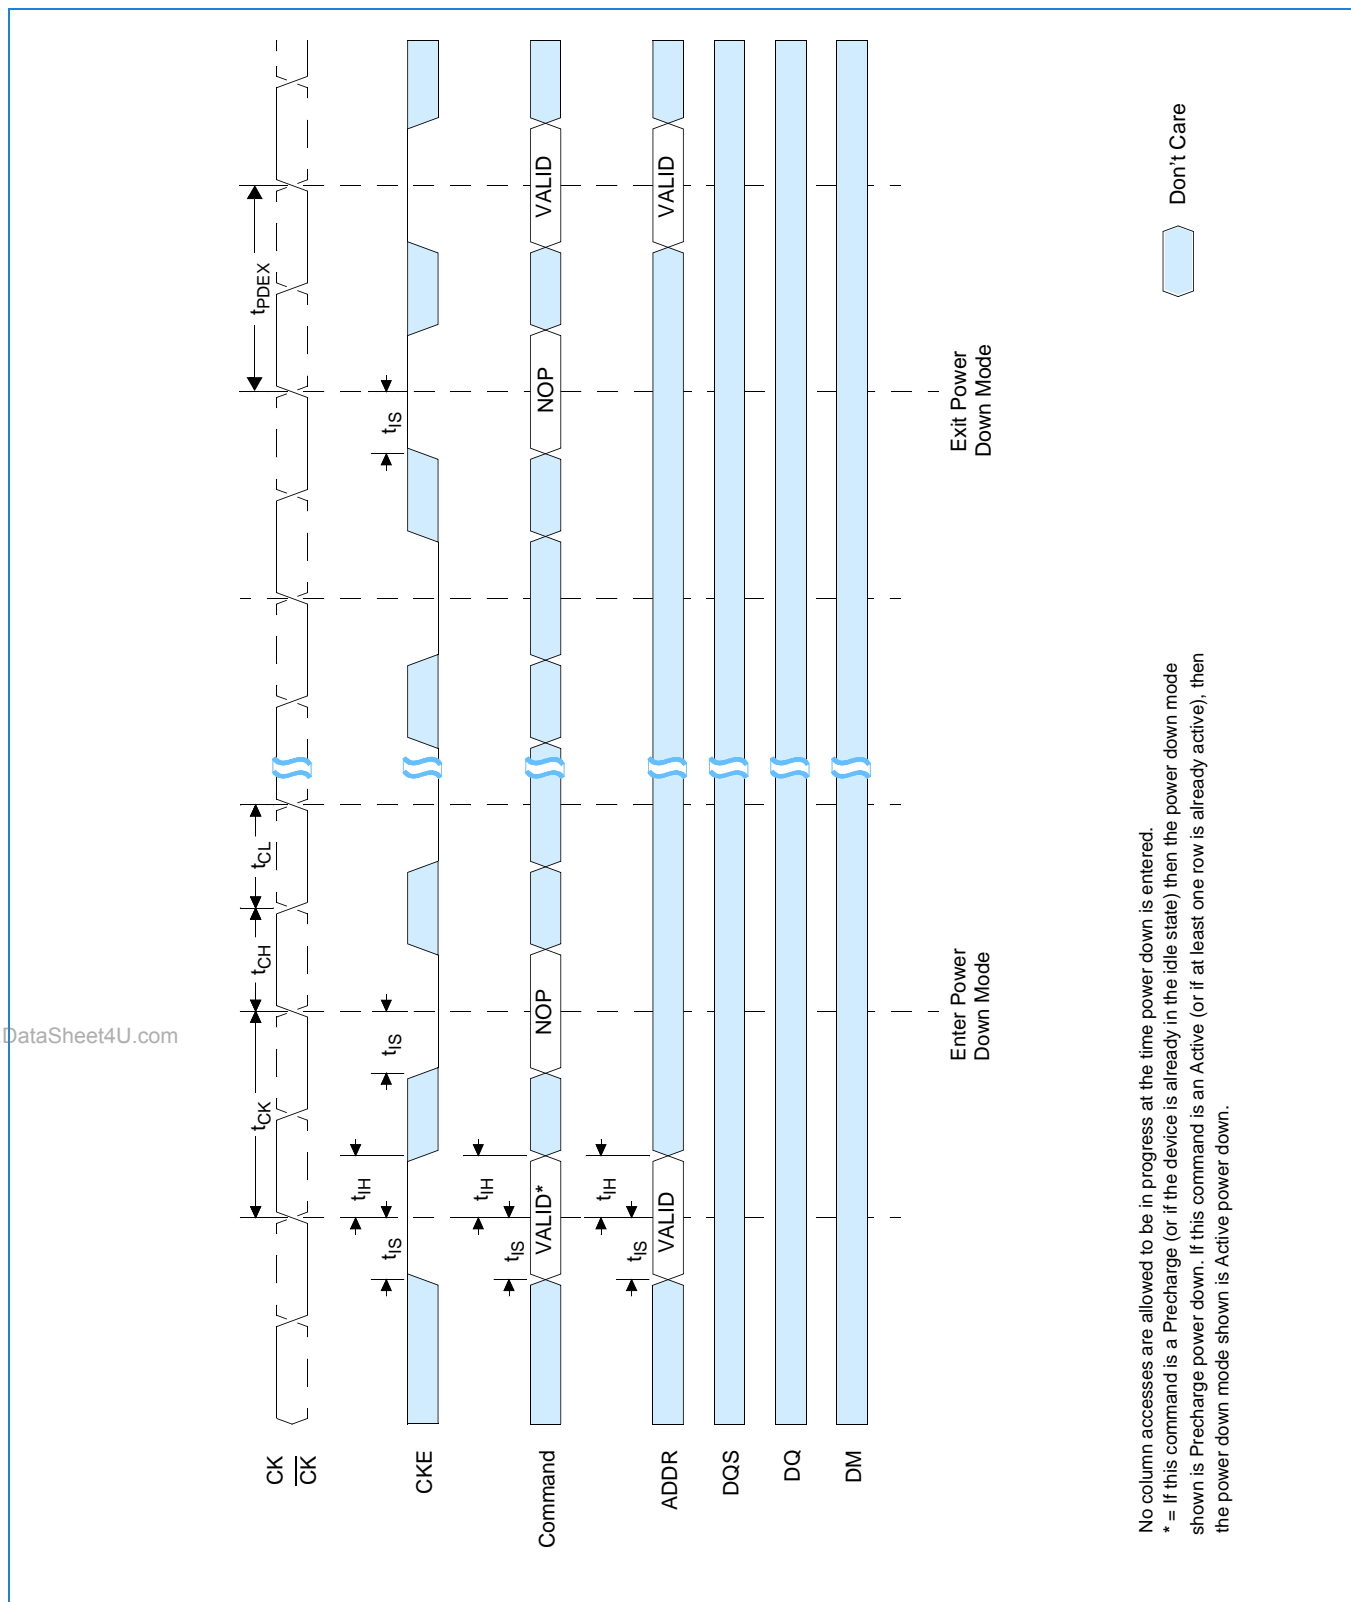 CK
CK
CKE
Command
ADDR
DQS
DQ
DM
tCK
tCH
tCL
tPDEX
tIS
tIH
tIS
tIS
tIS
tIH
VALID*
NOP
NOP
VALID
tIS
tIH
VALID
VALID
Enter Power
Down Mode
Exit Power
Down Mode
Don't Care
No column accesses are allowed to be in progress at the time power down is entered.
* = If this command is a Precharge (or if the device is already in the idle state) then the power down mode
shown is Precharge power down. If this command is an Active (or if at least one row is already active), then
the power down mode shown is Active power down.
DataSheet4U.com